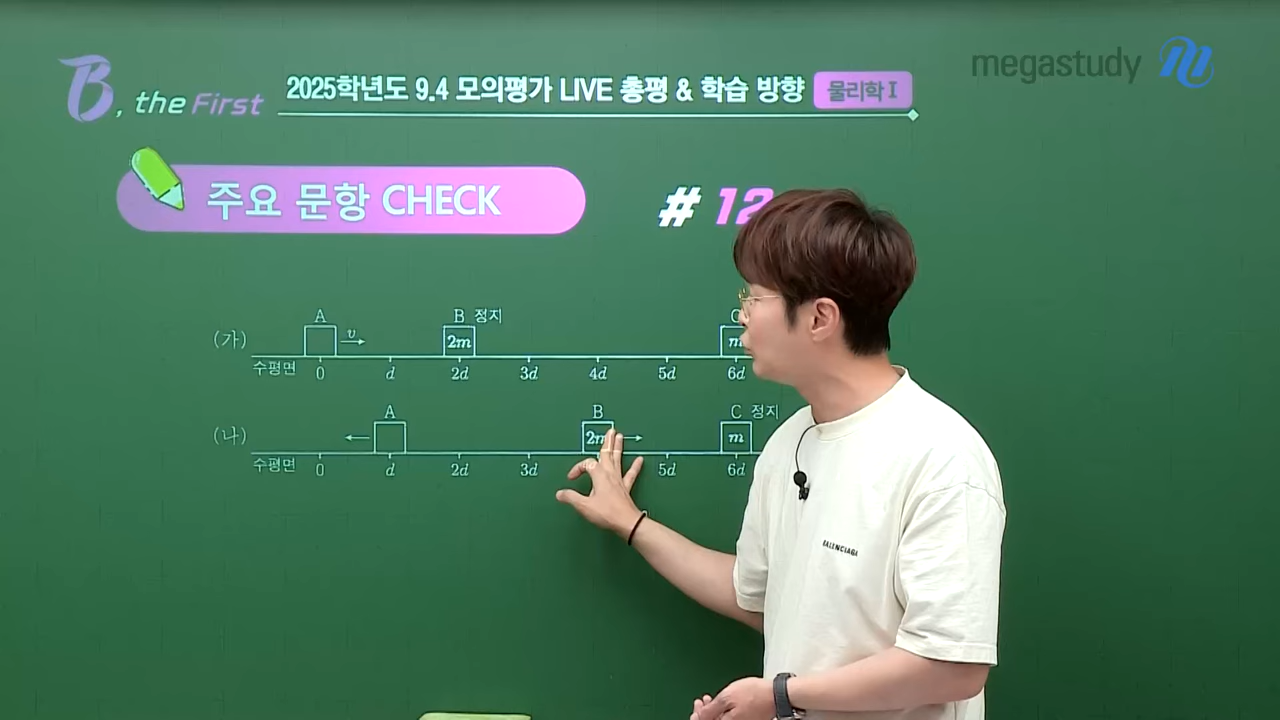 megastudy
B, the First
2025학년도 9.4 모의평가 LIVE 총평 & 학습 방향 물리학 I
주요 문항 CHECK
# 12
(가)
A B 정지
v 2m m
수평면 0 d 2d 3d 4d 5d 6d
(나)
A B C 정지
2m m
수평면 0 d 2d 3d 5d 6d
BALENCIAGA